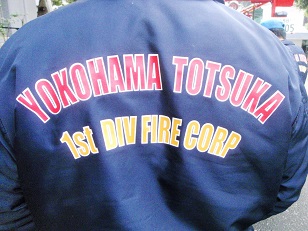 YOKOHAMA TOTSUKA
1st DIV FIRE CORP